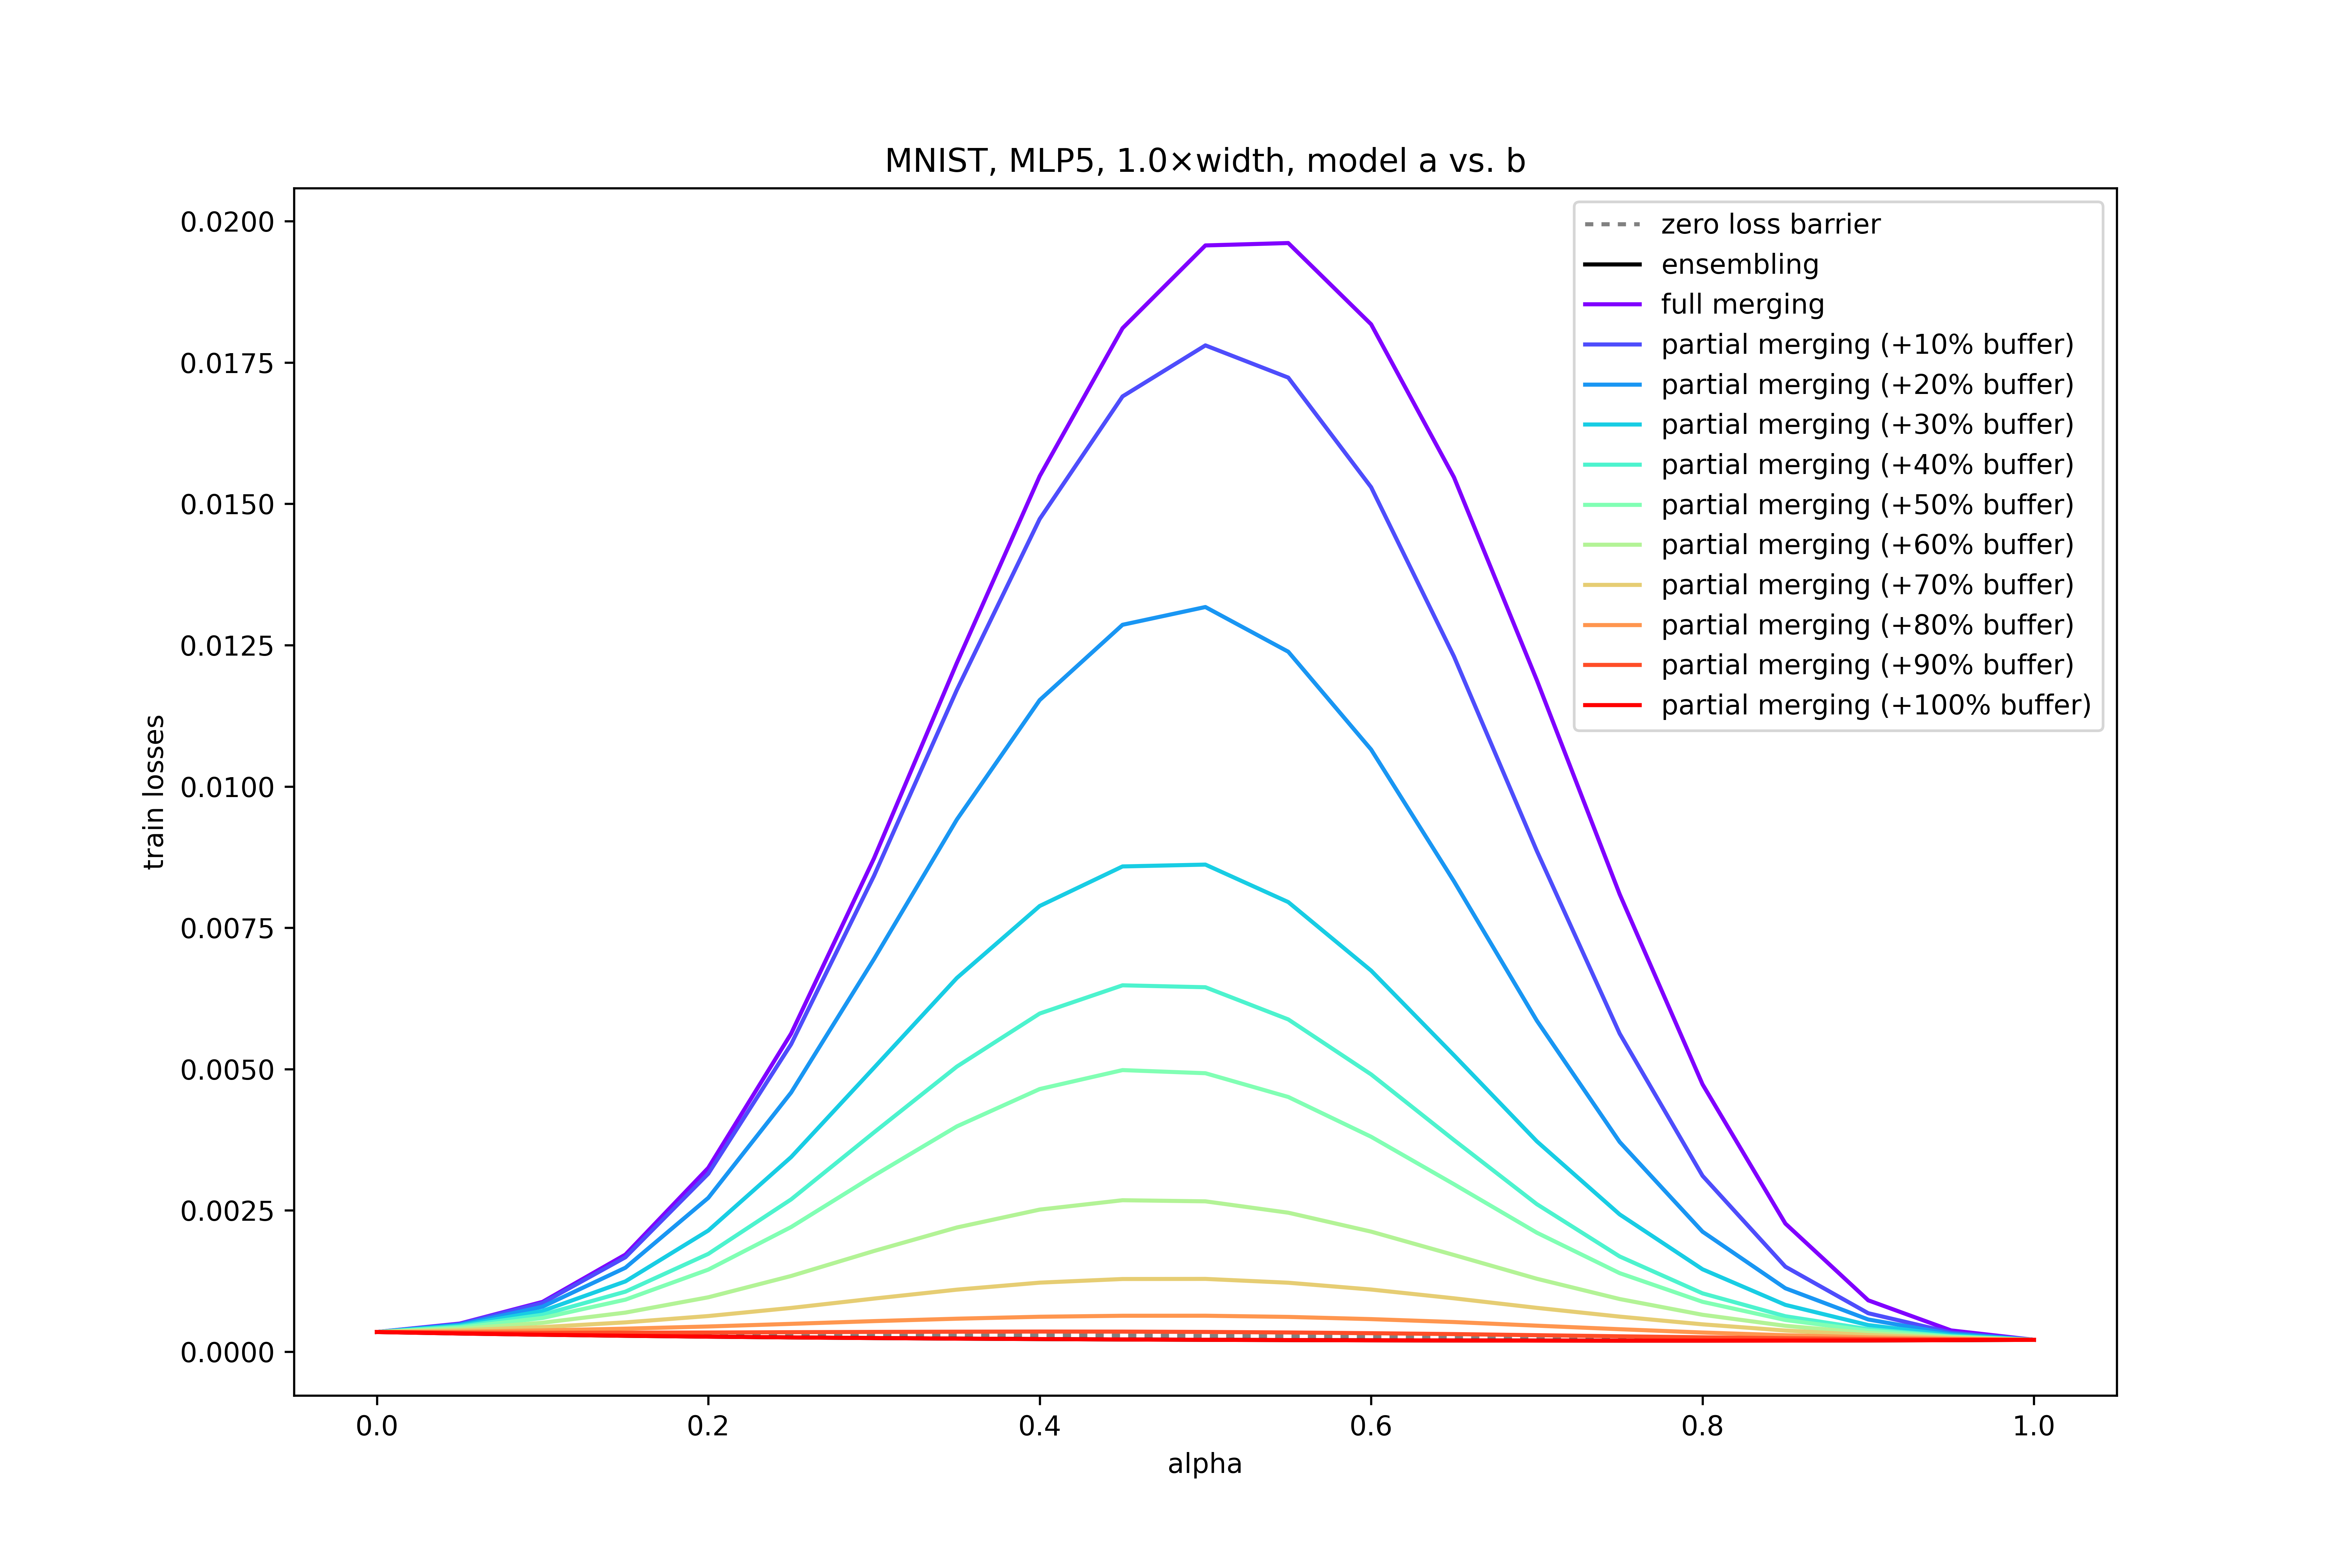 MNIST, MLP5, 1.0×width, model a vs. b
0.0200
0.0175
0.0150
0.0125
0.0100
0.0075
0.0050
0.0025
0.0000
train losses
0.0
0.2
0.4
0.6
0.8
1.0
alpha
zero loss barrier
ensembling
full merging
partial merging (+10% buffer)
partial merging (+20% buffer)
partial merging (+30% buffer)
partial merging (+40% buffer)
partial merging (+50% buffer)
partial merging (+60% buffer)
partial merging (+70% buffer)
partial merging (+80% buffer)
partial merging (+90% buffer)
partial merging (+100% buffer)